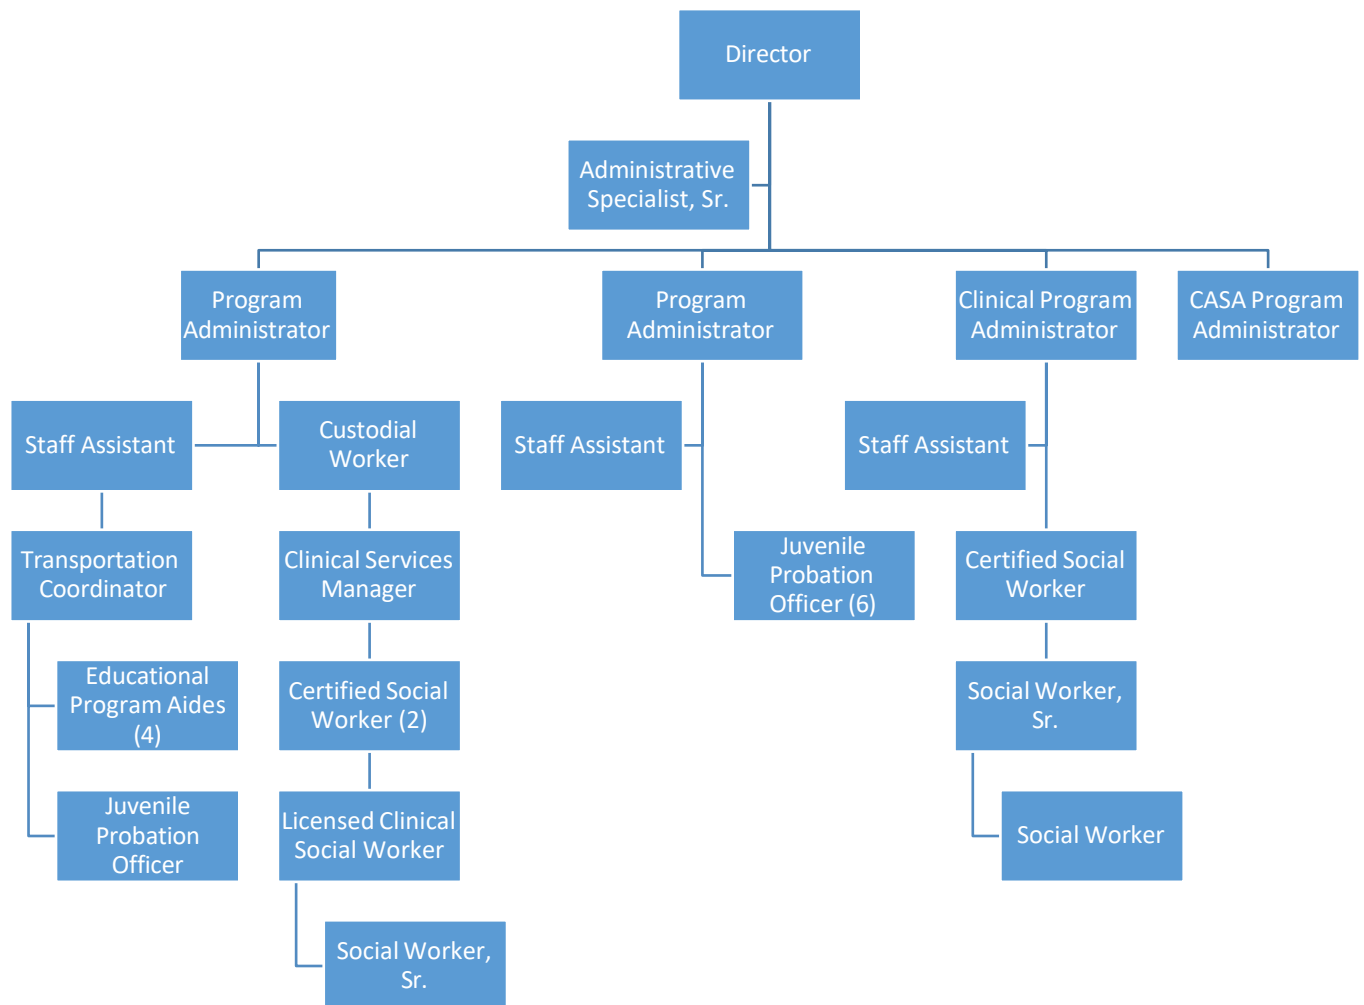 Director
Administrative
Specialist, Sr.
Program
Administrator
Program
Administrator
Clinical Program
Administrator
CASA Program
Administrator
Staff Assistant
Custodial
Worker
Staff Assistant
Staff Assistant
Transportation
Coordinator
Clinical Services
Manager
Juvenile
Probation
Officer (6)
Certified Social
Worker
Educational
Program Aides
(4)
Certified Social
Worker (2)
Social Worker,
Sr.
Juvenile
Probation
Officer
Licensed Clinical
Social Worker
Social Worker
Social Worker,
Sr.